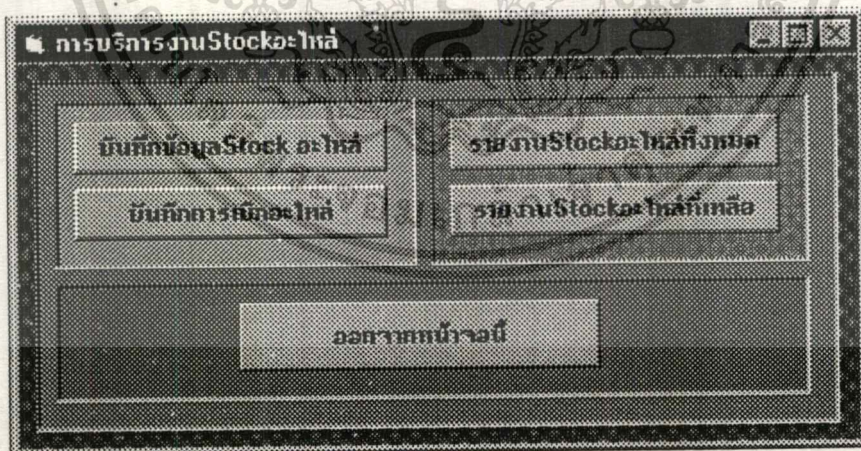 การบริการงานStockอะไหล่
บันทึกข้อมูลStock อะไหล่
บันทึกการเบิกอะไหล่
รายงานStockอะไหล่ทั้งหมด
รายงานStockอะไหล่ที่เหลือ
ออกจากหน้าจอนี้